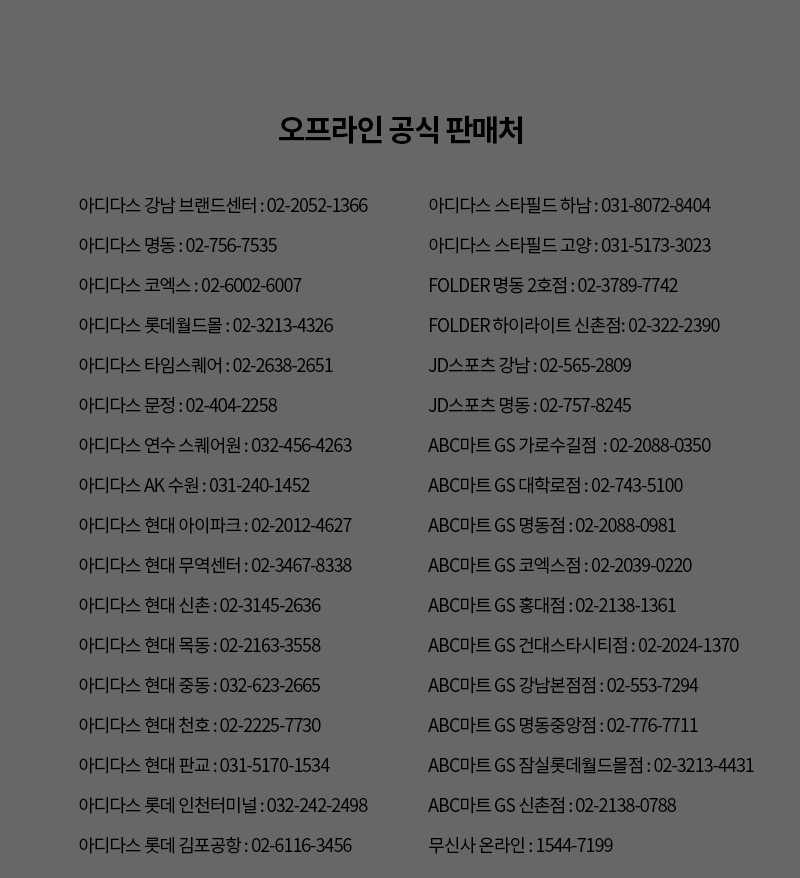 오프라인 공식 판매처
아디다스 강남 브랜드센터 : 02-2052-1366
아디다스 명동 : 02-756-7535
아디다스 코엑스 : 02-6002-6007
아디다스 롯데월드몰 : 02-3213-4326
아디다스 타임스퀘어 : 02-2638-2651
아디다스 문정 : 02-404-2258
아디다스 연수 스퀘어원 : 032-456-4263
아디다스 AK 수원 : 031-240-1452
아디다스 현대 아이파크 : 02-2012-4627
아디다스 현대 무역센터 : 02-3467-8338
아디다스 현대 신촌 : 02-3145-2636
아디다스 현대 목동 : 02-2163-3558
아디다스 현대 중동 : 032-623-2665
아디다스 현대 천호 : 02-2225-7730
아디다스 현대 판교 : 031-5170-1534
아디다스 롯데 인천터미널 : 032-242-2498
아디다스 롯데 김포공항 : 02-6116-3456
아디다스 스타필드 하남 : 031-8072-8404
아디다스 스타필드 고양 : 031-5173-3023
FOLDER 명동 2호점 : 02-3789-7742
FOLDER 하이라이트 신촌점: 02-322-2390
JD스포츠 강남 : 02-565-2809
JD스포츠 명동 : 02-757-8245
ABC마트 GS 가로수길점 : 02-2088-0350
ABC마트 GS 대학로점 : 02-743-5100
ABC마트 GS 명동점 : 02-2088-0981
ABC마트 GS 코엑스점 : 02-2039-0220
ABC마트 GS 홍대점 : 02-2138-1361
ABC마트 GS 건대스타시티점 : 02-2024-1370
ABC마트 GS 강남본점점 : 02-553-7294
ABC마트 GS 명동중앙점 : 02-776-7711
ABC마트 GS 잠실롯데월드몰점 : 02-3213-4431
ABC마트 GS 신촌점 : 02-2138-0788
무신사 온라인 : 1544-7199